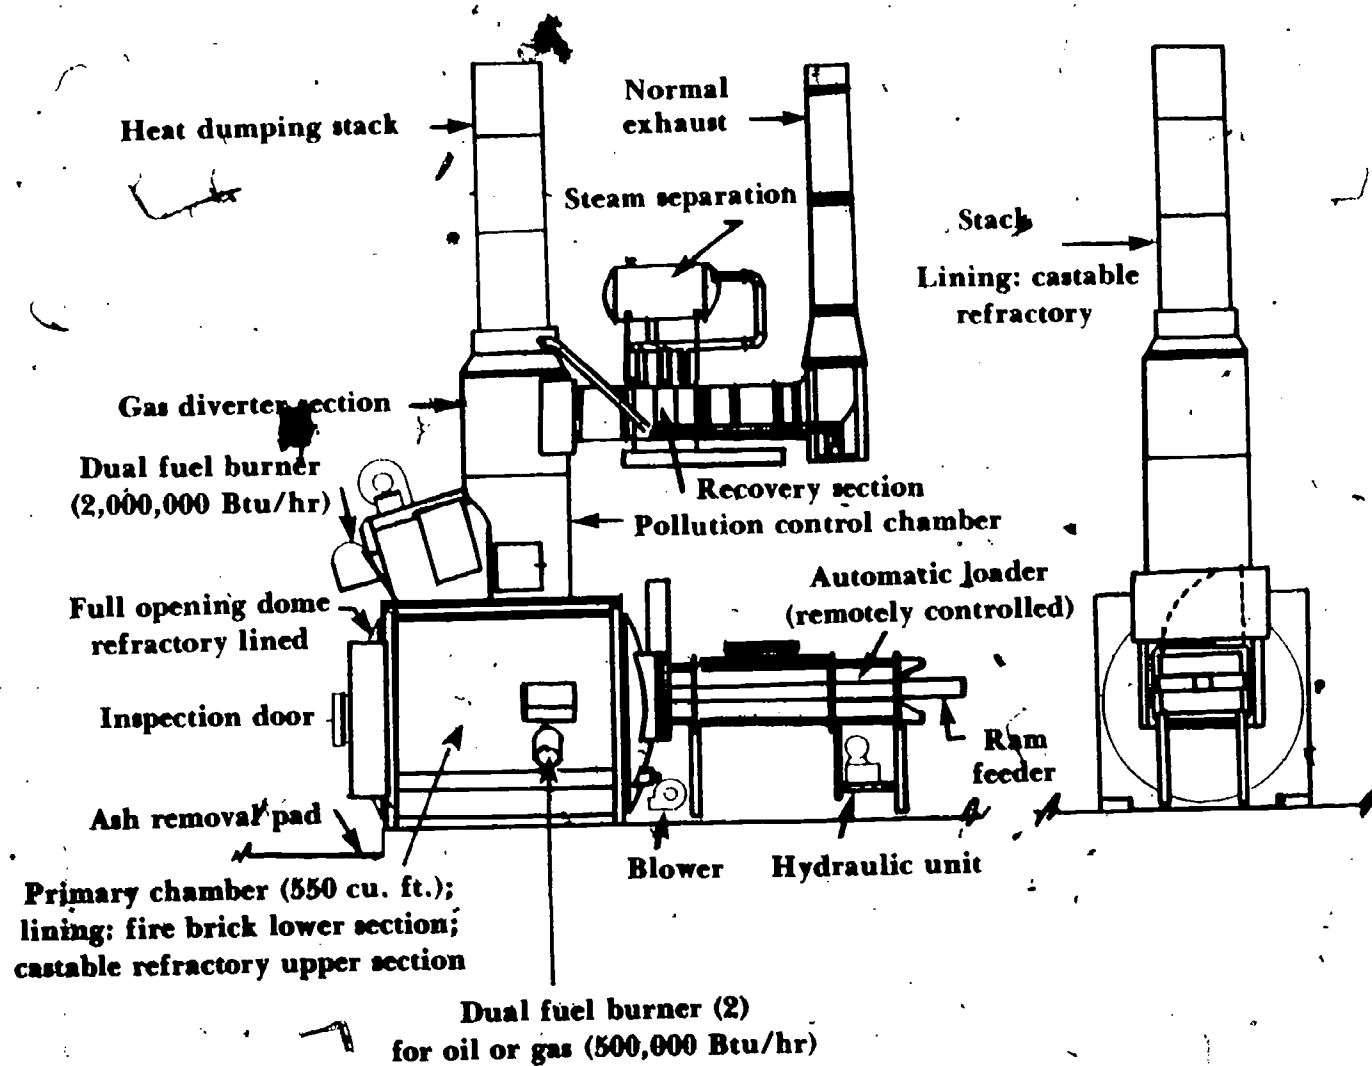 Heat dumping stack
Normal
exhaust
Steam separation
Stack
Lining: castable
refractory
Gas diverter section
Dual fuel burner
(2,000,000 Btu/hr)
Recovery section
Pollution control chamber
Automatic loader
(remotely controlled)
Full opening dome
refractory lined
Inspection door
Ram
feeder
Ash removal pad
Blower
Hydraulic unit
Primary chamber (550 cu. ft.);
lining: fire brick lower section;
castable refractory upper section
Dual fuel burner (2)
for oil or gas (500,000 Btu/hr)